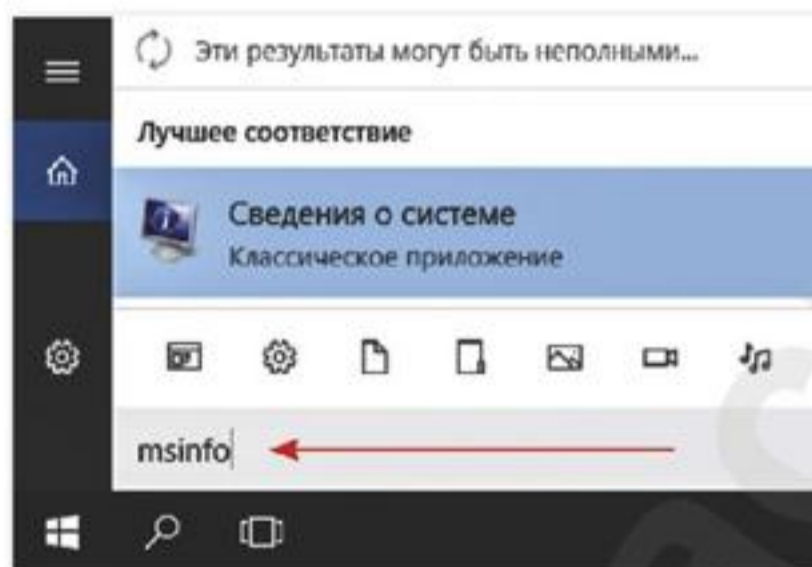 Эти результаты могут быть неполными...
Лучшее соответствие
Сведения о системе
Классическое приложение
msinfo